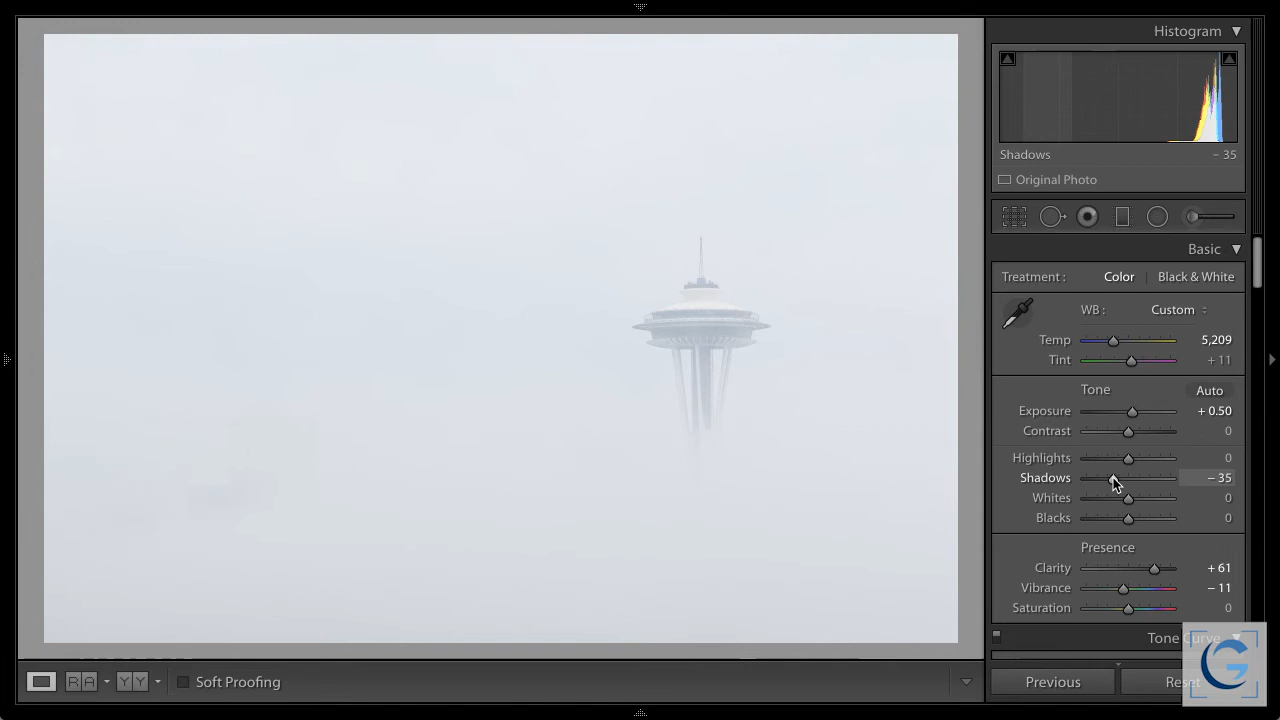 Histogram
Shadows – 35
Original Photo
Basic
Treatment : Color Black & White
WB : Custom
Temp 5,209
Tint + 11
Tone Auto
Exposure + 0.50
Contrast 0
Highlights 0
Shadows – 35
Whites 0
Blacks 0
Presence
Clarity + 61
Vibrance – 11
Saturation 0
Tone Curve
R A Y Y Soft Proofing
Previous Reset